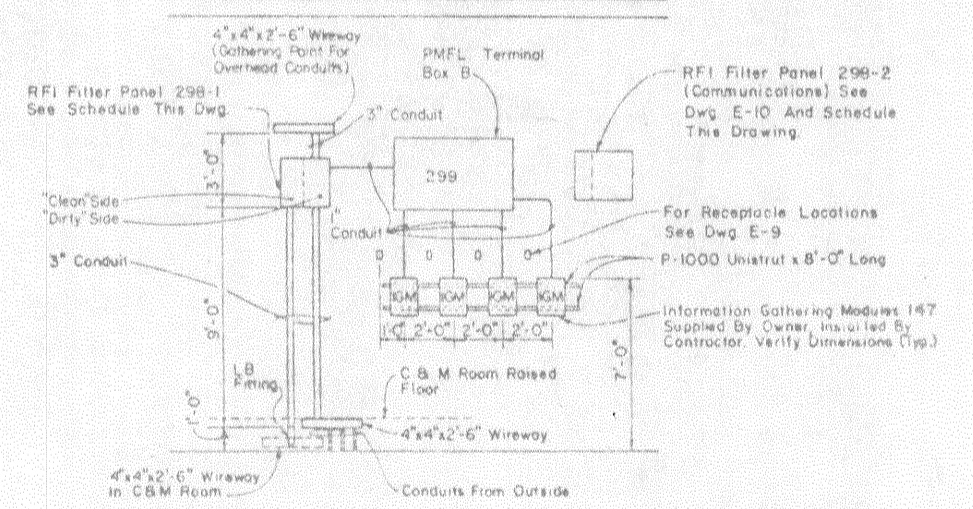 4"x4"x2'-6" Wireway
(Gathering Point For
Overhead Conduits)
PMFL Terminal
Box B
RFI Filter Panel 298-2
(Communications) See
Dwg E-10 And Schedule
This Drawing.
RFI Filter Panel 298-1
See Schedule This Dwg.
3" Conduit
3'-0"
299
"Clean" Side
"Dirty" Side
1"
Conduit
For Receptacle Locations
See Dwg E-9
3" Conduit
P-1000 Unistrut x 8'-0" Long
IGM
IGM
IGM
IGM
Information Gathering Modules 147
Supplied By Owner, Installed By
Contractor. Verify Dimensions (Typ.)
1'-0"
2'-0"
2'-0"
2'-0"
9'-0"
7'-0"
LB
Fitting
C & M Room Raised
Floor
1'-0"
4"x4"x2'-6" Wireway
4"x4"x2'-6" Wireway
In C&M Room
Conduits From Outside